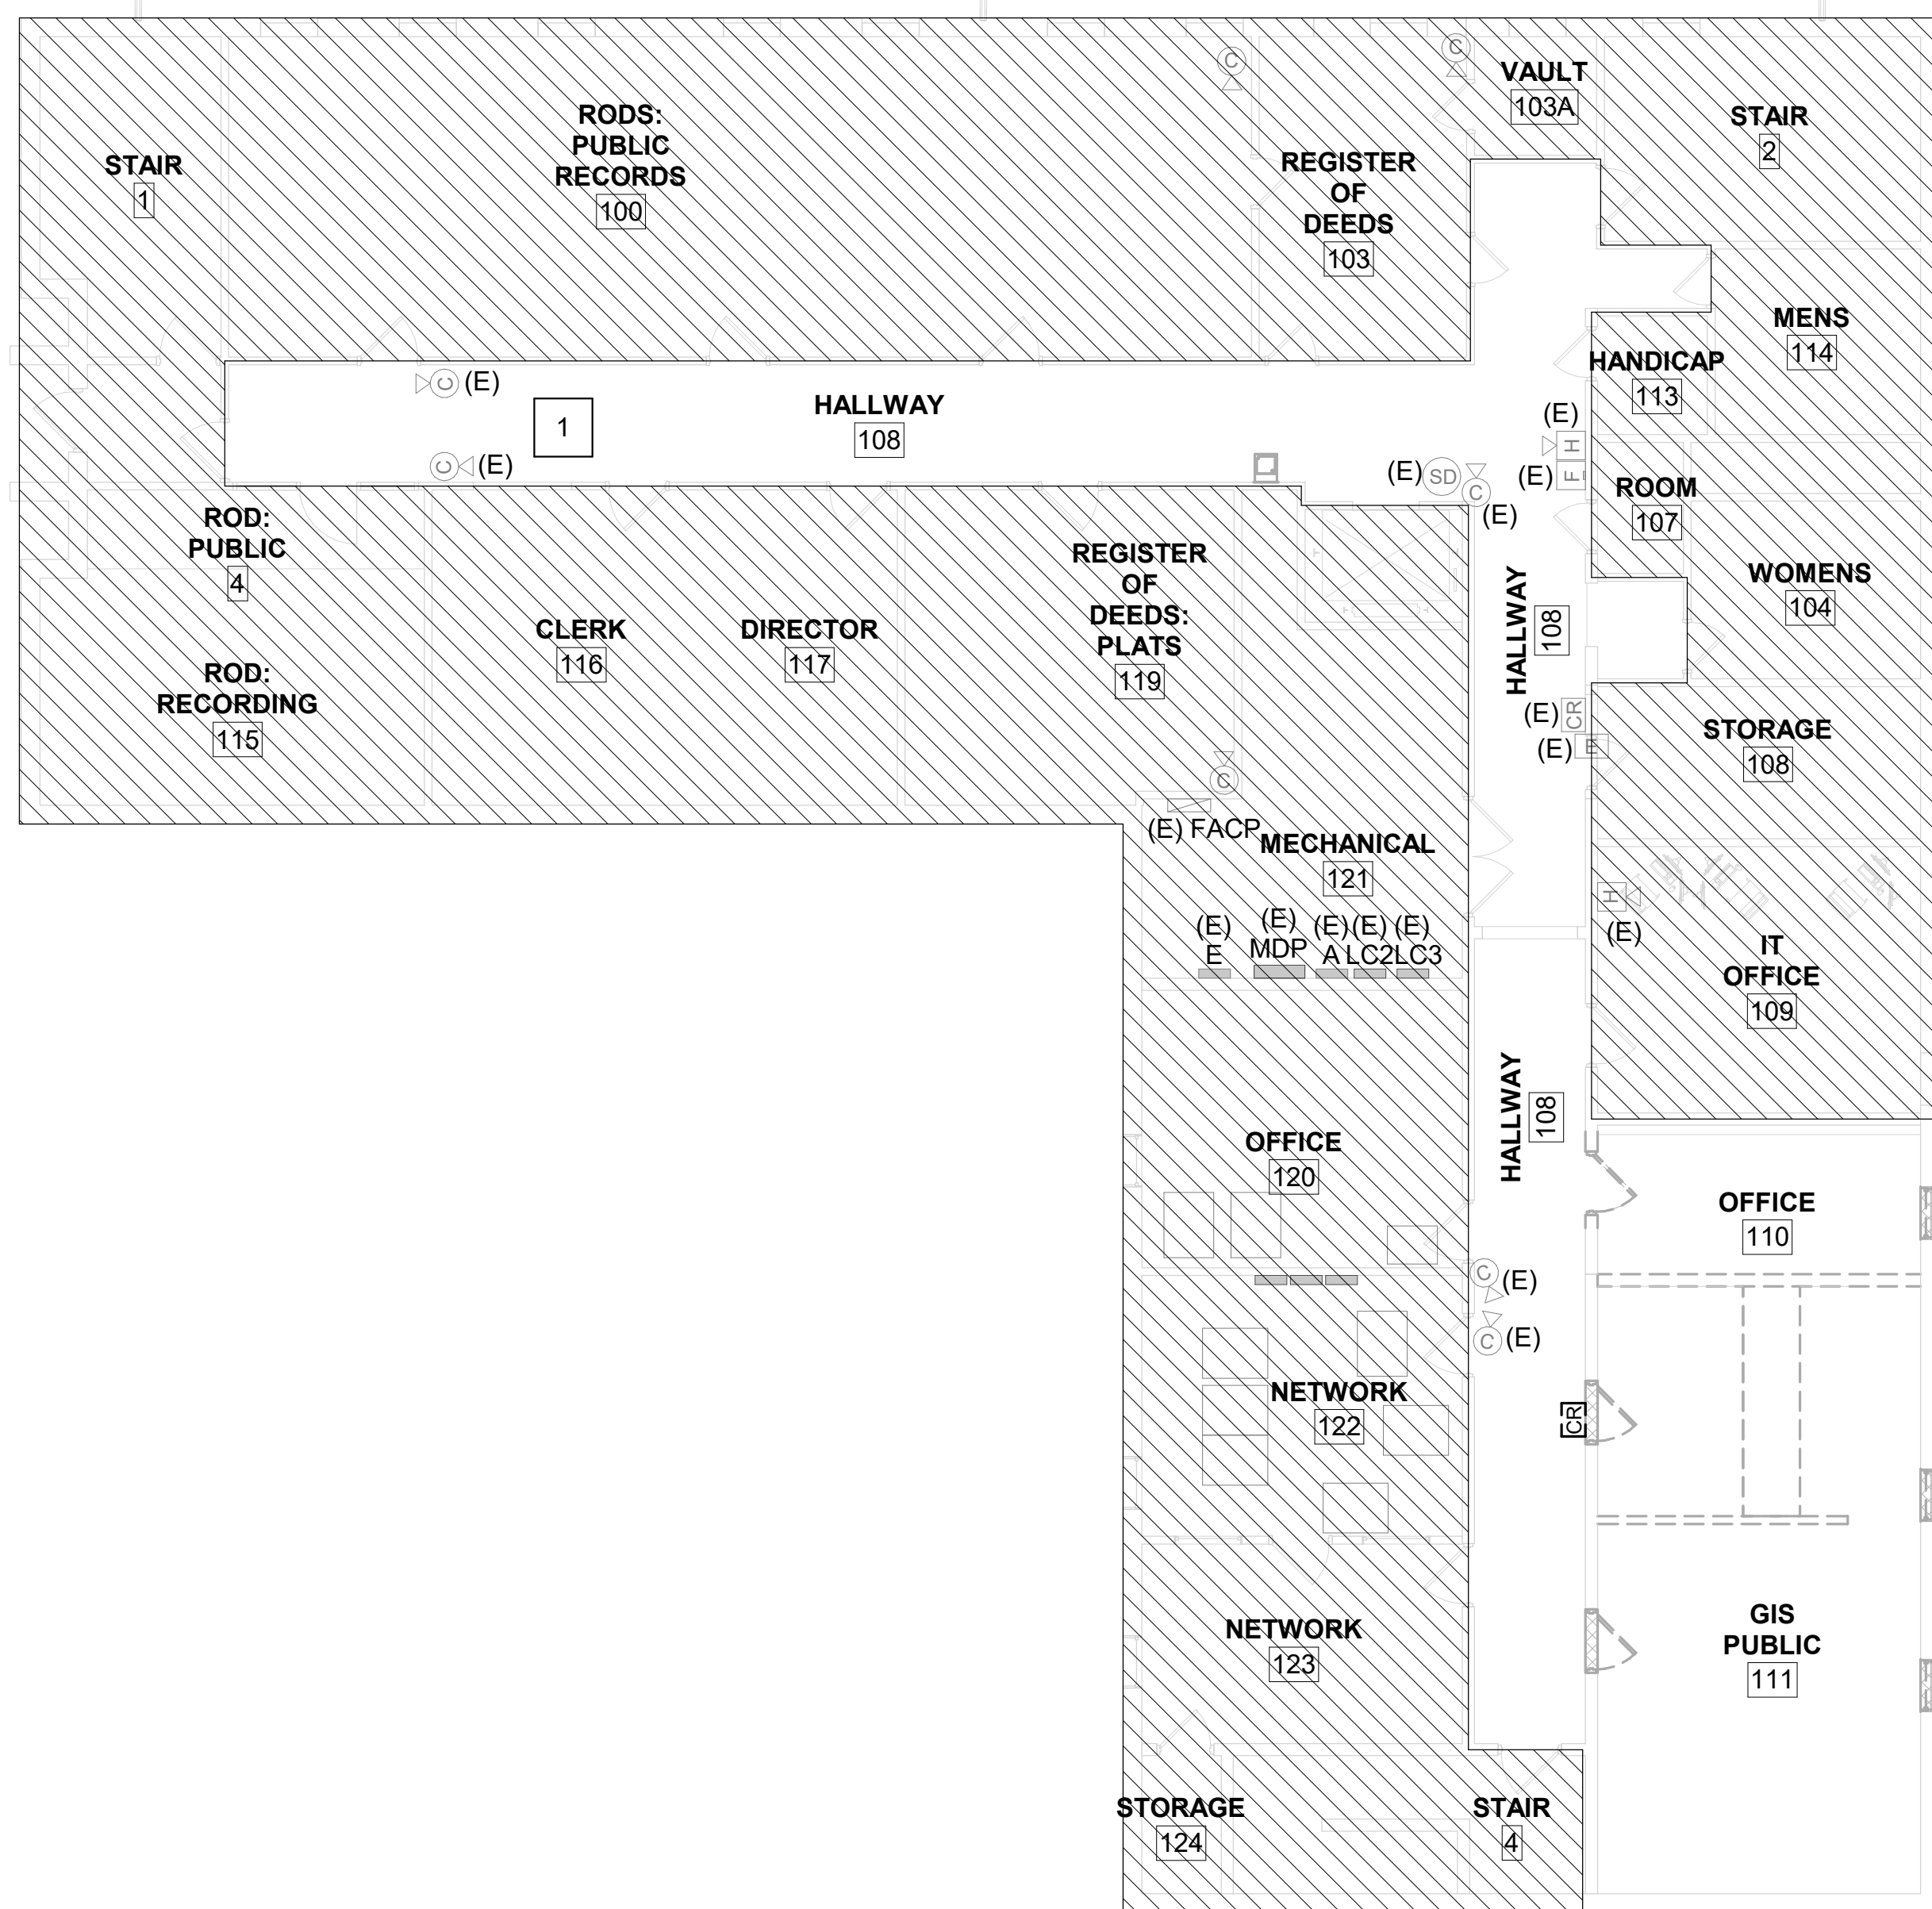 C
C
VAULT
103A
STAIR
1
RODS:
PUBLIC
RECORDS
100
REGISTER
OF
DEEDS
103
STAIR
2
MENS
114
HANDICAP
113
C (E)
1
HALLWAY
108
C (E)
(E)
H
(E) F
(E) SD
C
(E)
ROOM
107
WOMENS
104
ROD:
PUBLIC
4
ROD:
RECORDING
115
CLERK
116
DIRECTOR
117
REGISTER
OF
DEEDS:
PLATS
119
HALLWAY
108
(E) CR
(E) E
STORAGE
108
C
(E) FACP
MECHANICAL
121
(E) (E) (E) (E) (E)
E MDP A LC2 LC3
H
(E)
IT
OFFICE
109
HALLWAY
108
OFFICE
120
OFFICE
110
C (E)
C (E)
NETWORK
122
CR
NETWORK
123
GIS
PUBLIC
111
STORAGE
124
STAIR
4